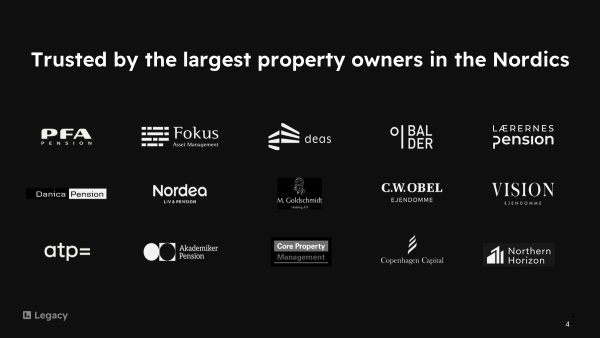 Trusted by the largest property owners in the Nordics
PFA
PENSION
Fokus
Asset Management
deas
BAL
DER
LÆRERNES
pension
Danica Pension
Nordea
LIV & PENSION
M. Goldschmidt
Holding A/S
C.W.OBEL
EJENDOMME
VISION
EJENDOMME
atp=
Akademiker
Pension
Core Property
Management
Copenhagen Capital
Northern
Horizon
Legacy
4